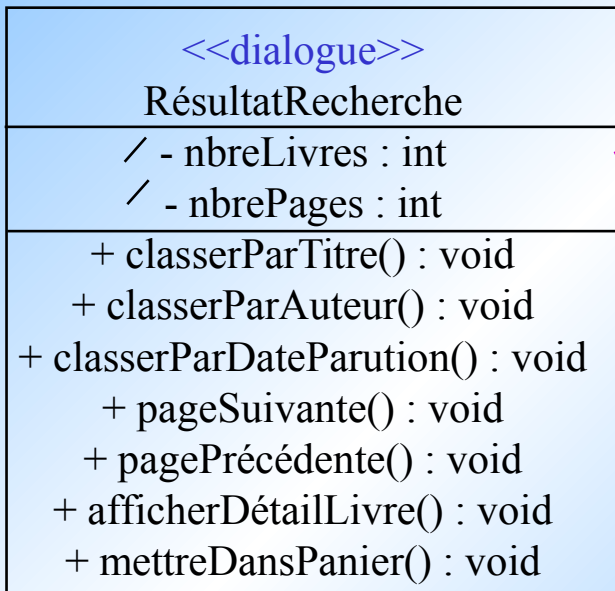 <<dialogue>>
RésultatRecherche
/ - nbreLivres : int
/ - nbrePages : int
+ classerParTitre() : void
+ classerParAuteur() : void
+ classerParDateParution() : void
+ pageSuivante() : void
+ pagePrécédente() : void
+ afficherDétailLivre() : void
+ mettreDansPanier() : void